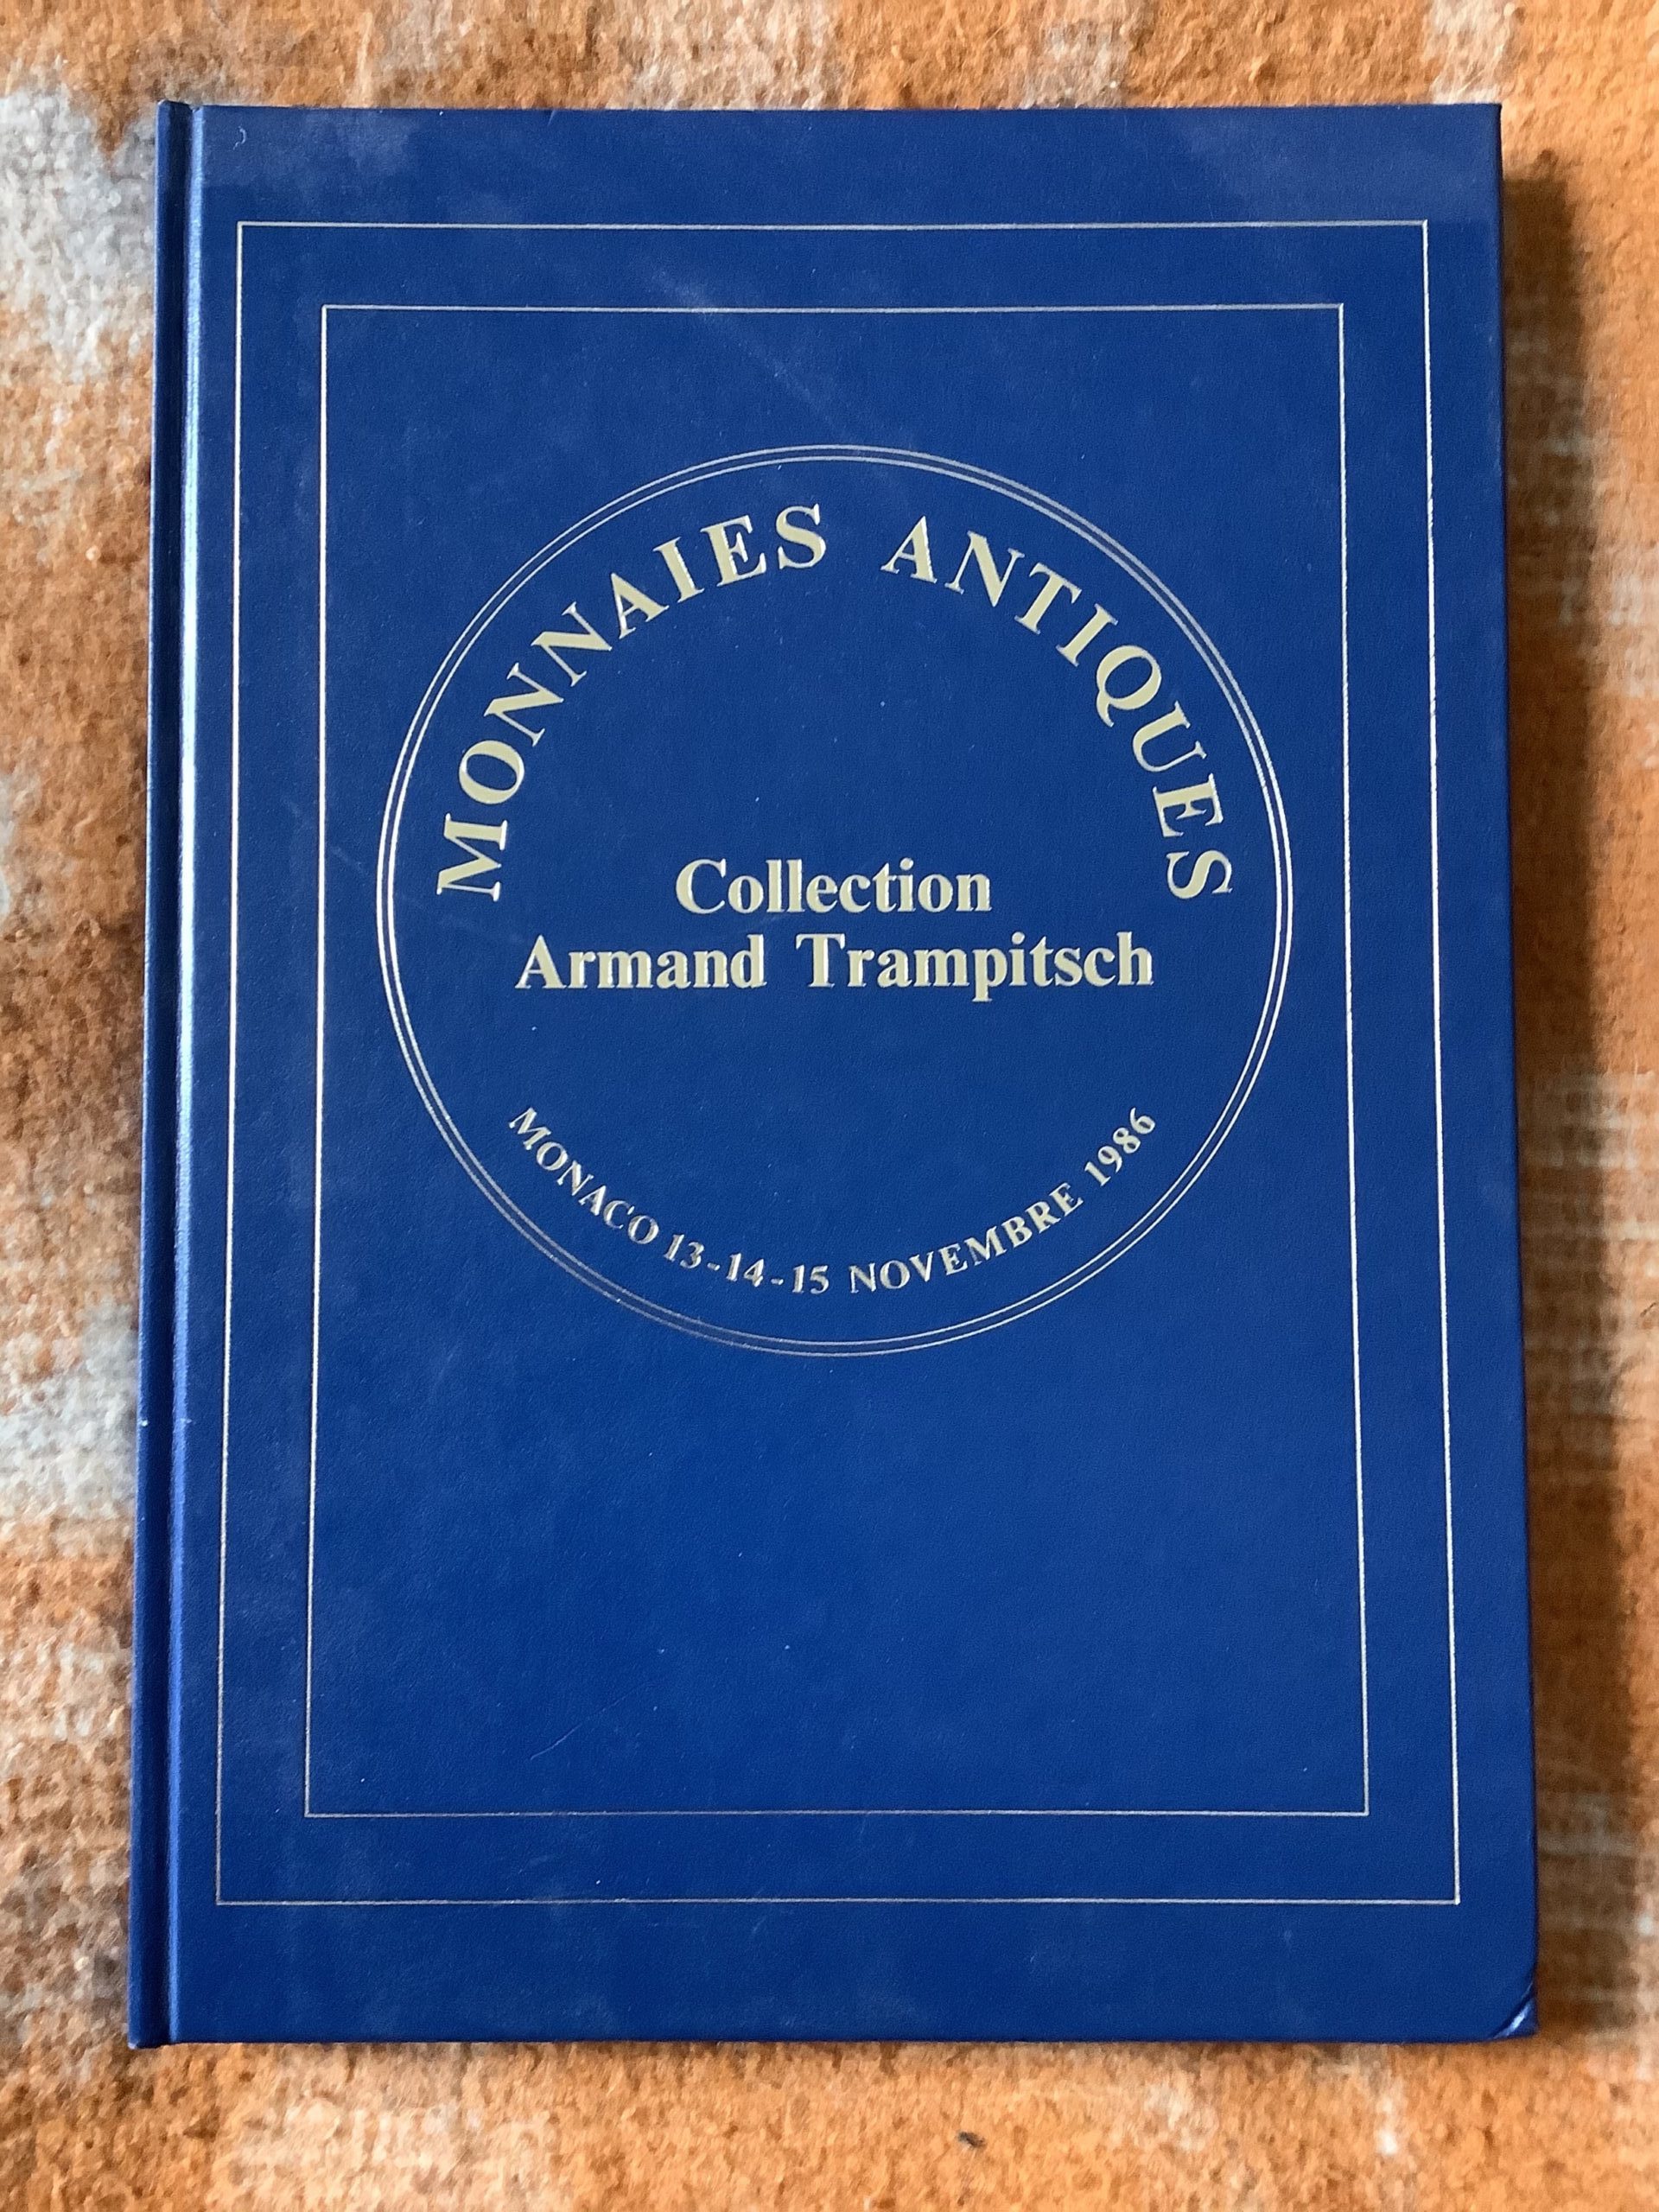 MONNAIES ANTIQUES
Collection
Armand Trampitsch
MONACO 13-14-15 NOVEMBRE 1986